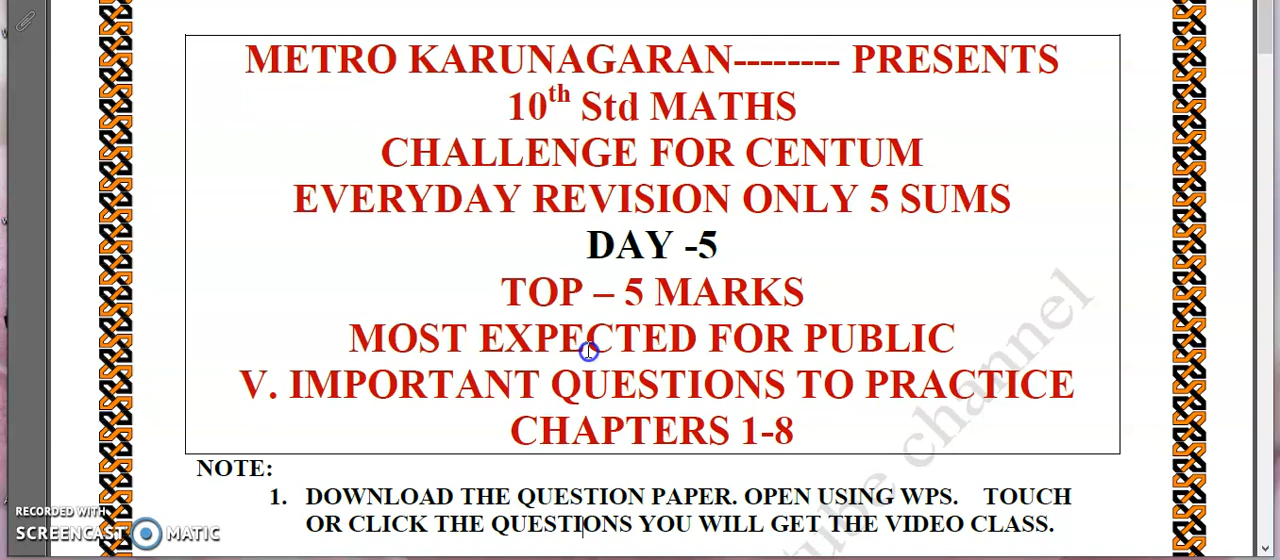 METRO KARUNAGARAN-------- PRESENTS
10th Std MATHS
CHALLENGE FOR CENTUM
EVERYDAY REVISION ONLY 5 SUMS
DAY -5
TOP – 5 MARKS
MOST EXPECTED FOR PUBLIC
V. IMPORTANT QUESTIONS TO PRACTICE
CHAPTERS 1-8
NOTE:
1. DOWNLOAD THE QUESTION PAPER. OPEN USING WPS. TOUCH
OR CLICK THE QUESTIONS YOU WILL GET THE VIDEO CLASS.
channel
RECORDED WITH
SCREENCAST MATIC